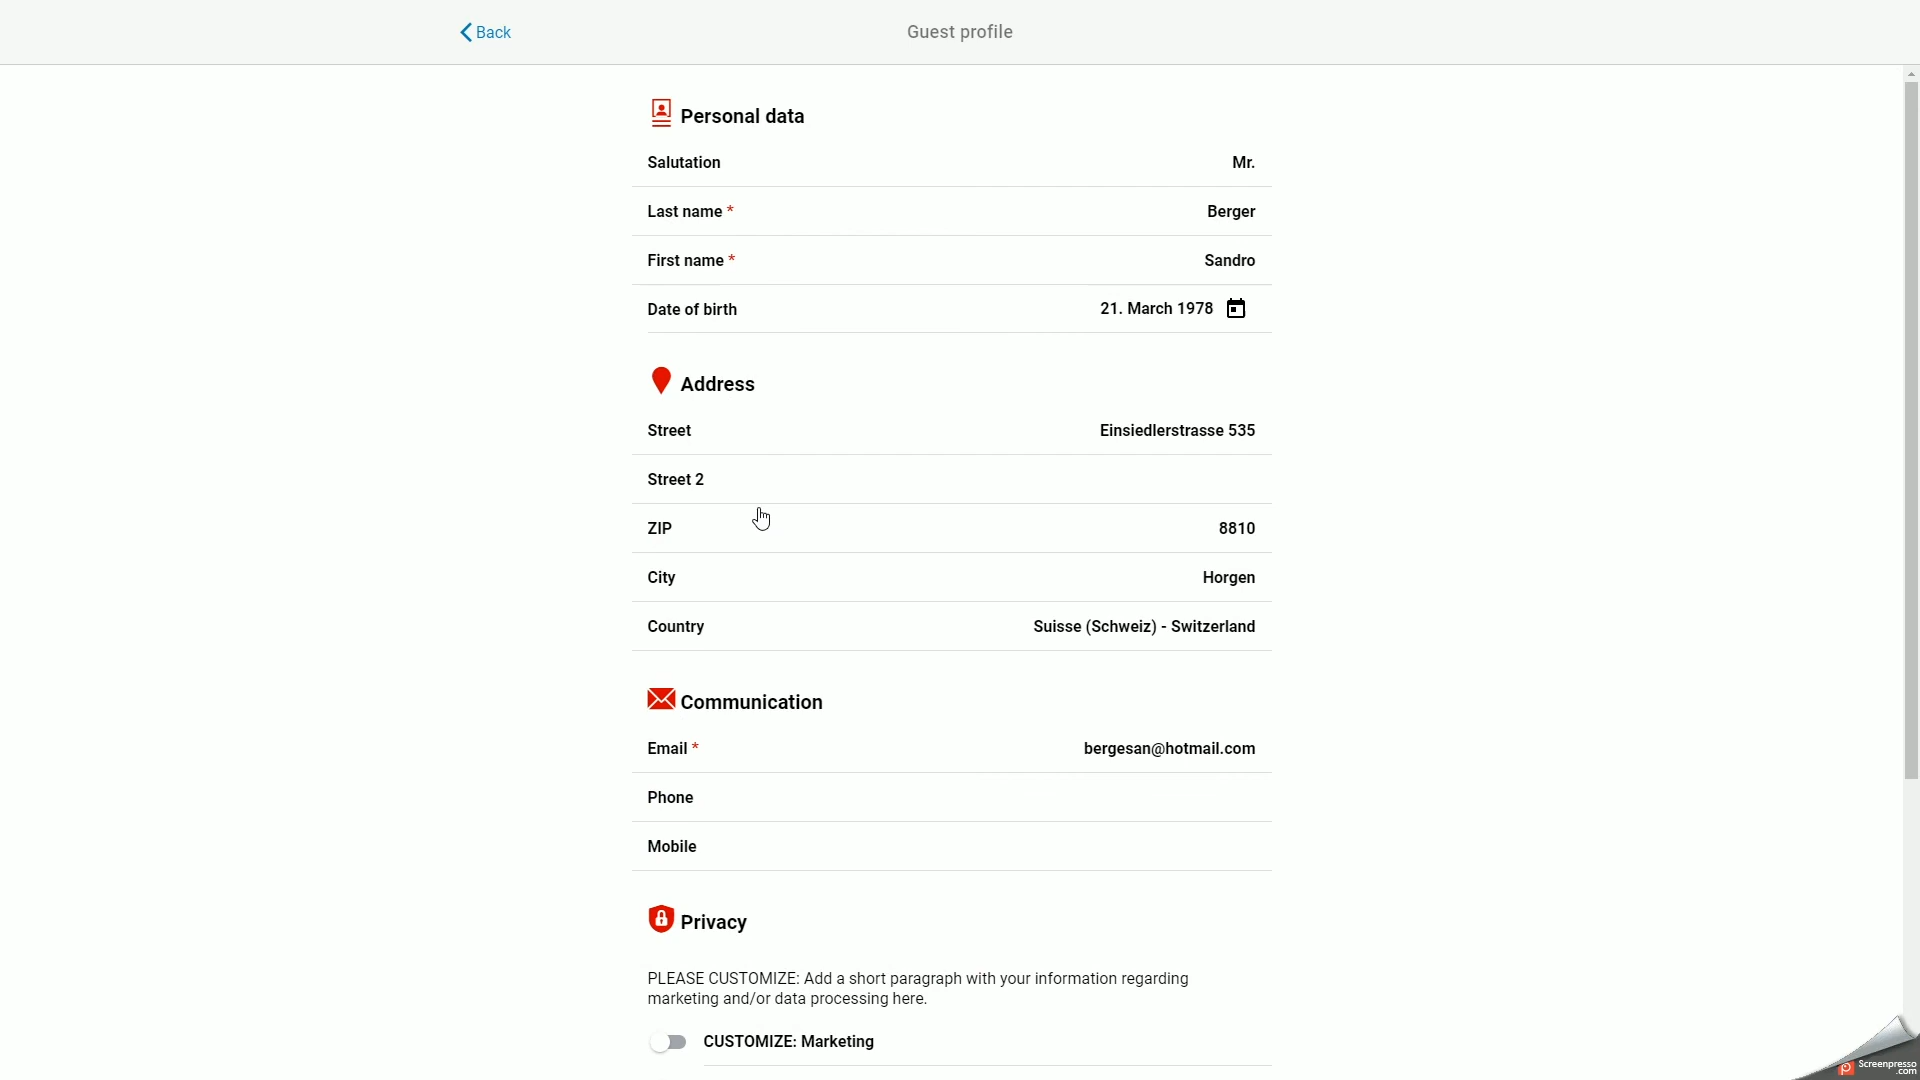 Back
Guest profile
Personal data
Salutation Mr.
Last name * Berger
First name * Sandro
Date of birth 21. March 1978
Address
Street Einsiedlerstrasse 535
Street 2
ZIP 8810
City Horgen
Country Suisse (Schweiz) - Switzerland
Communication
Email * bergesan@hotmail.com
Phone
Mobile
Privacy
PLEASE CUSTOMIZE: Add a short paragraph with your information regarding
marketing and/or data processing here.
CUSTOMIZE: Marketing
Screenpresso
.com